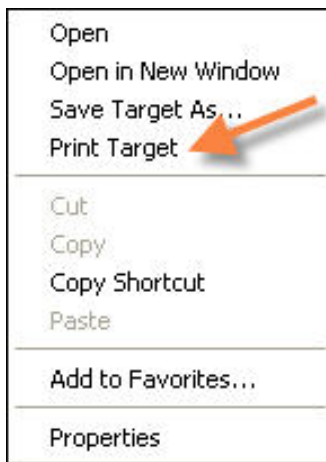 Open
Open in New Window
Save Target As...
Print Target
Cut
Copy
Copy Shortcut
Paste
Add to Favorites...
Properties